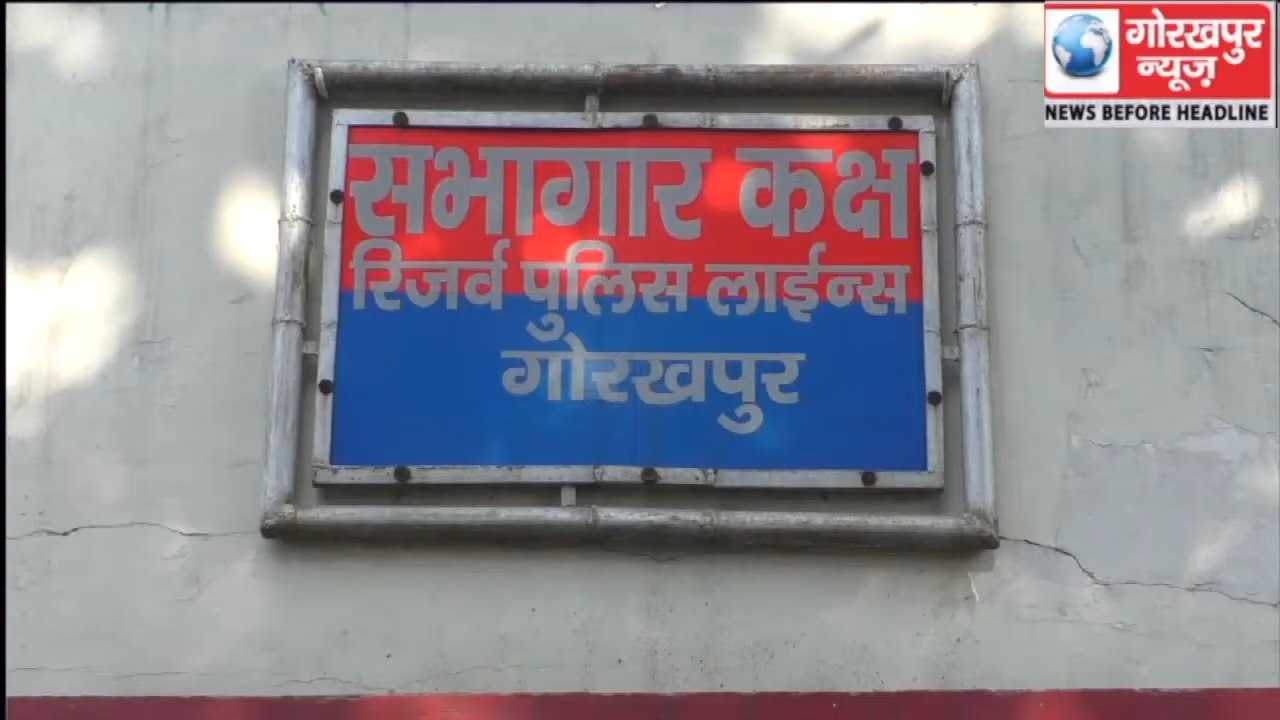 सभागार कक्ष
रिजर्व पुलिस लाईन्स
गोरखपुर
गोरखपुर
न्यूज़
NEWS BEFORE HEADLINE